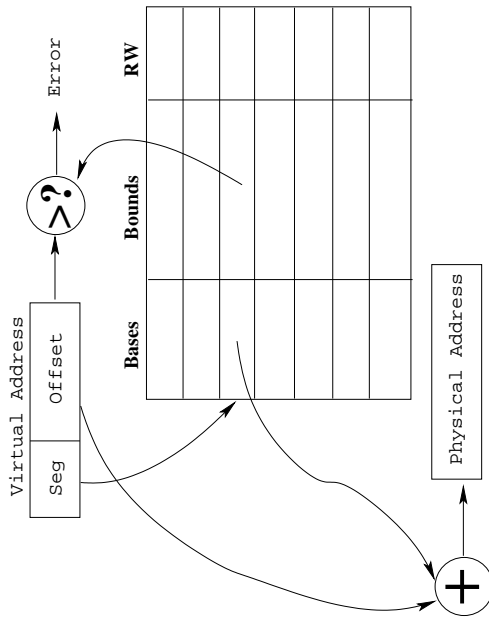 Virtual Address
Seg
Offset
>?
Error
Bases
Bounds
RW
+
Physical Address